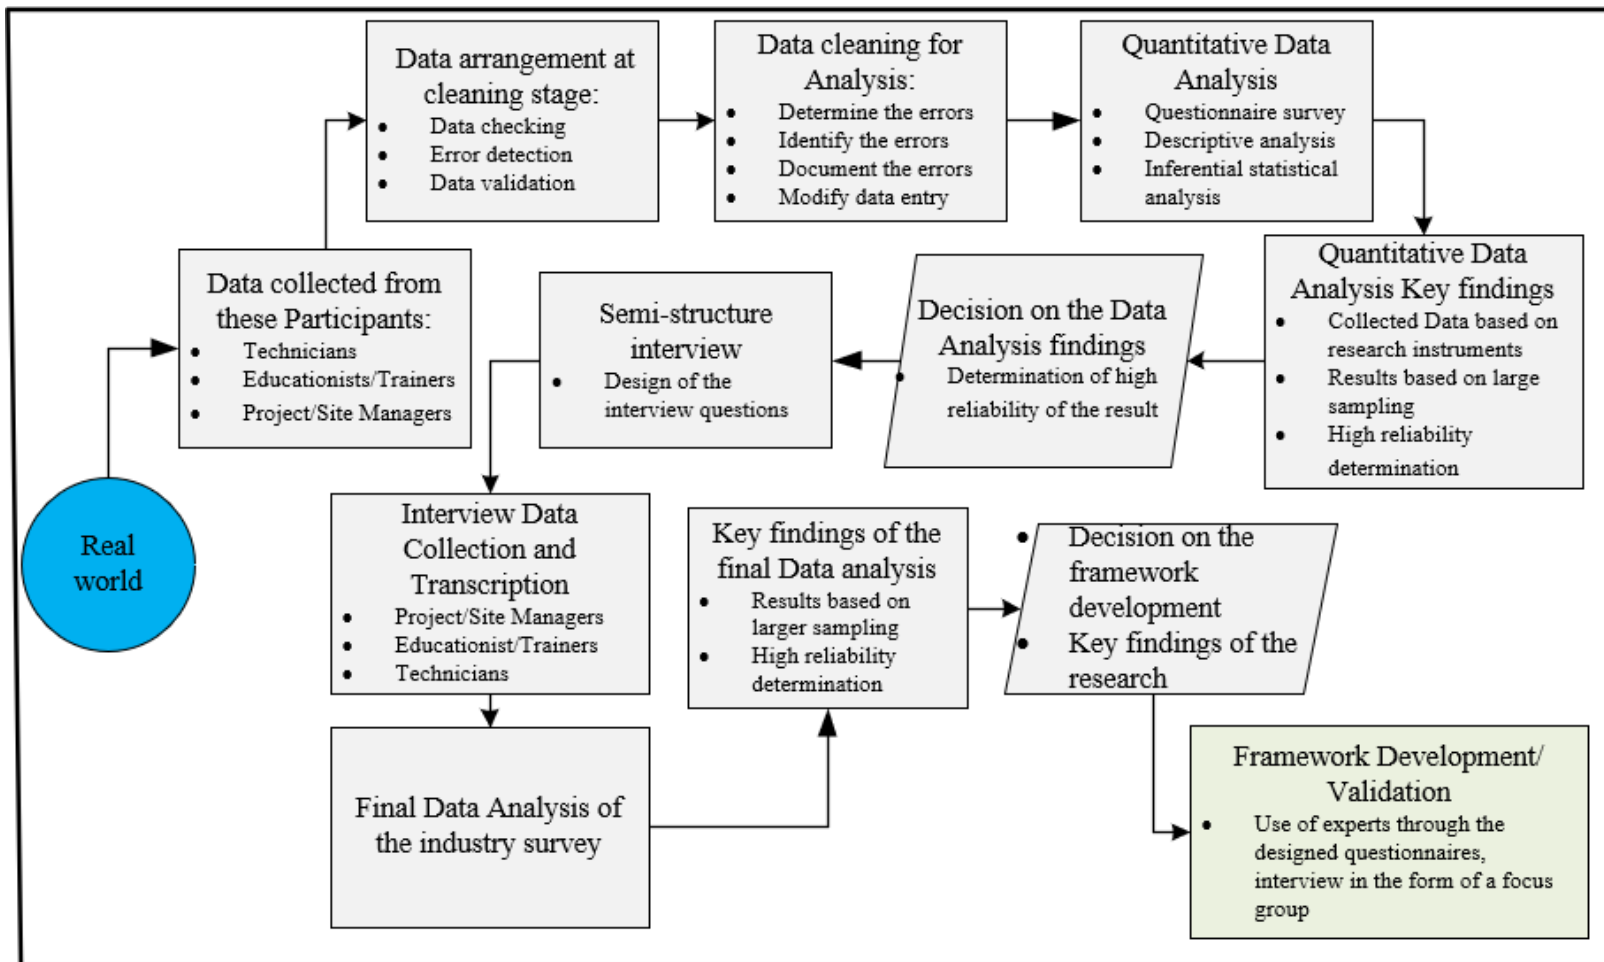 Real
world
Data collected from
these Participants:
• Technicians
• Educationists/Trainers
• Project/Site Managers
Data arrangement at
cleaning stage:
• Data checking
• Error detection
• Data validation
Data cleaning for
Analysis:
• Determine the errors
• Identify the errors
• Document the errors
• Modify data entry
Quantitative Data
Analysis
• Questionnaire survey
• Descriptive analysis
• Inferential statistical
analysis
Quantitative Data
Analysis Key findings
• Collected Data based on
research instruments
• Results based on large
sampling
• High reliability
determination
Decision on the Data
Analysis findings
• Determination of high
reliability of the result
Semi-structure
interview
• Design of the
interview questions
Interview Data
Collection and
Transcription
• Project/Site Managers
• Educationist/Trainers
• Technicians
Final Data Analysis of
the industry survey
Key findings of the
final Data analysis
• Results based on
larger sampling
• High reliability
determination
• Decision on the
framework
development
• Key findings of the
research
Framework Development/
Validation
• Use of experts through the
designed questionnaires,
interview in the form of a focus
group